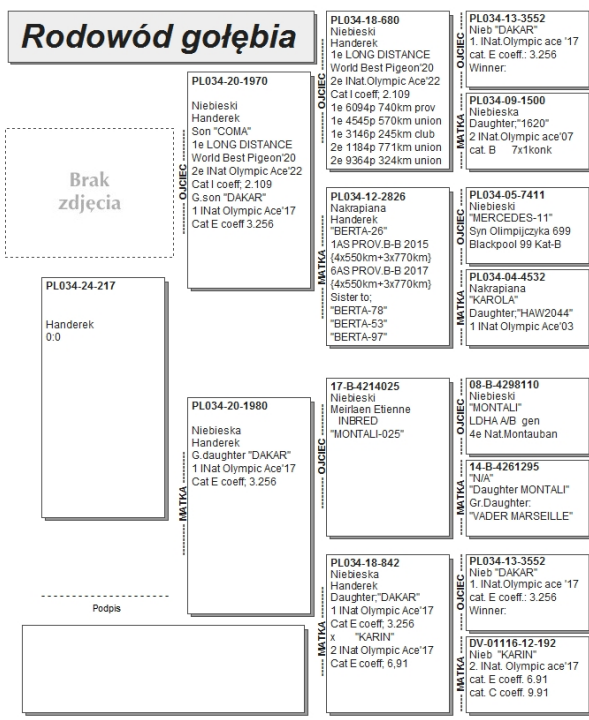 Rodowód gołębia
Brak
zdjęcia
PL034-24-217
Handerek
0:0
Podpis
OJCIEC
PL034-20-1970
Niebieski
Handerek
Son "COMA"
1e LONG DISTANCE
World Best Pigeon'20
2e INat Olympic Ace'22
Cat I coeff; 2.109
G.son "DAKAR"
1 INat Olympic Ace'17
Cat E coeff 3.256
MATKA
PL034-20-1980
Niebieska
Handerek
G.daughter "DAKAR"
1 INat Olympic Ace'17
Cat E coeff; 3.256
OJCIEC
PL034-18-680
Niebieski
Handerek
1e LONG DISTANCE
World Best Pigeon'20
2e INat.Olympic Ace'22
Cat I coef; 2.109
1e 6094p 740km prov
1e 4545p 570km union
1e 3146p 245km club
2e 1184p 771km union
2e 9364p 324km union
MATKA
PL034-12-2826
Nakrapiana
Handerek
"BERTA-26"
1AS PROV.B-B 2015
{4x550km+3x770km}
6AS PROV.B-B 2017
{4x550km+3x770km}
Sister to;
"BERTA-78"
"BERTA-53"
"BERTA-97"
OJCIEC
17-B-4214025
Niebieski
Meirlaen Etienne
INBRED
"MONTALI-025"
MATKA
PL034-18-842
Niebieska
Handerek
Daughter;"DAKAR"
1 INat Olympic Ace'17
Cat E coeff; 3.256
x "KARIN"
2 INat Olympic Ace'17
Cat E coeff; 6,91
OJCIEC
PL034-13-3552
Nieb "DAKAR"
1. INat.Olympic ace '17
cat. E coeff.: 3.256
Winner:
MATKA
PL034-09-1500
Niebieska
Daughter;"1620"
2 INat.Olympic ace'07
cat. B 7x1konk
OJCIEC
PL034-05-7411
Niebieski
"MERCEDES-11"
Syn Olimpijczyka 699
Blackpool 99 Kat-B
MATKA
PL034-04-4532
Nakrapiana
"KAROLA"
Daughter;"HAW2044"
1 INat Olympic Ace'03
OJCIEC
08-B-4298110
Niebieski
"MONTALI"
LDHA A/B gen
4e Nat.Montauban
MATKA
14-B-4261295
"N/A"
"Daughter MONTALI"
Gr.Daughter:
"VADER MARSEILLE"
OJCIEC
PL034-13-3552
Nieb "DAKAR"
1. INat.Olympic ace '17
cat. E coeff.: 3.256
Winner:
MATKA
DV-01116-12-192
Nieb "KARIN"
2. INat. Olympic ace'17
cat. E coeff. 6.91
cat. C coeff. 9.91